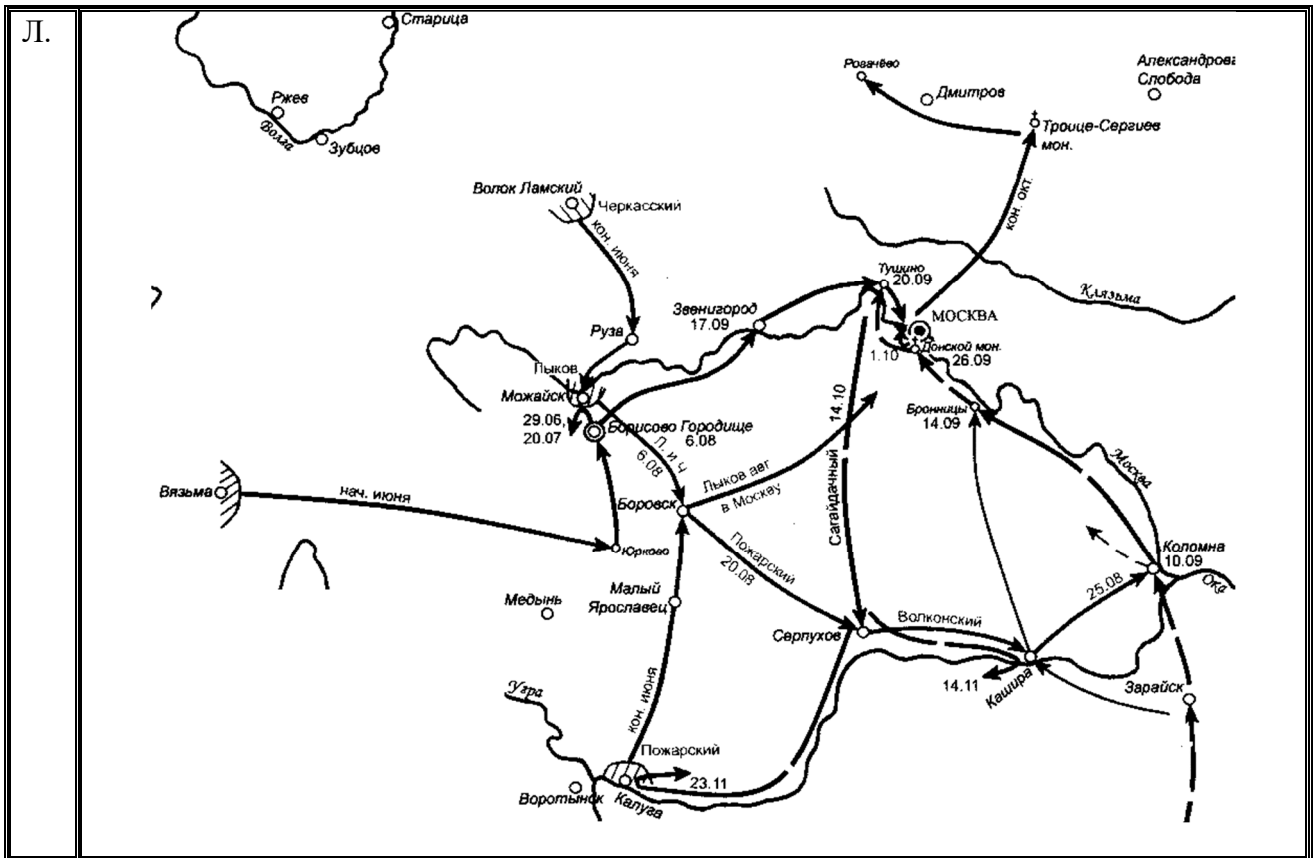 Л.
Старица
Ржев
Волга
Зубцов
Рогачёво
Дмитров
Александрова
Слобода
Троице-Сергиев
мон.
кон. окт.
Волок Ламский
Черкасский
кон. июня
Клязьма
Тушино
20.09
МОСКВА
Звенигород
17.09
Руза
Донской мон.
26.09
1.10
Лыков
Можайск
29.06,
20.07
Борисово Городище
6.08
Л. и Ч
6.08
14.10
Сагайдачный
Бронницы
14.09
Москва
Лыков авг
в Москву
Вязьма
нач. июня
Боровск
Юрково
Пожарский
20.08
Коломна
10.09
Ока
25.08
Медынь
Малый
Ярославец
Серпухов
Волконский
14.11
Кашира
Зарайск
Угра
кон. июня
Пожарский
23.11
Воротынск
Калуга